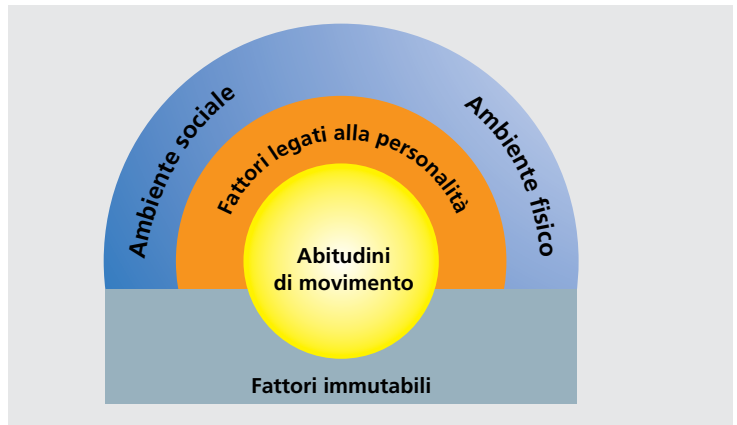 Ambiente sociale
Ambiente fisico
Fattori legati alla personalità
Abitudini
di movimento
Fattori immutabili